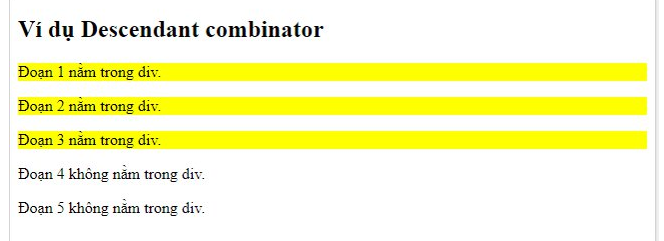 Ví dụ Descendant combinator
Đoạn 1 nằm trong div.
Đoạn 2 nằm trong div.
Đoạn 3 nằm trong div.
Đoạn 4 không nằm trong div.
Đoạn 5 không nằm trong div.